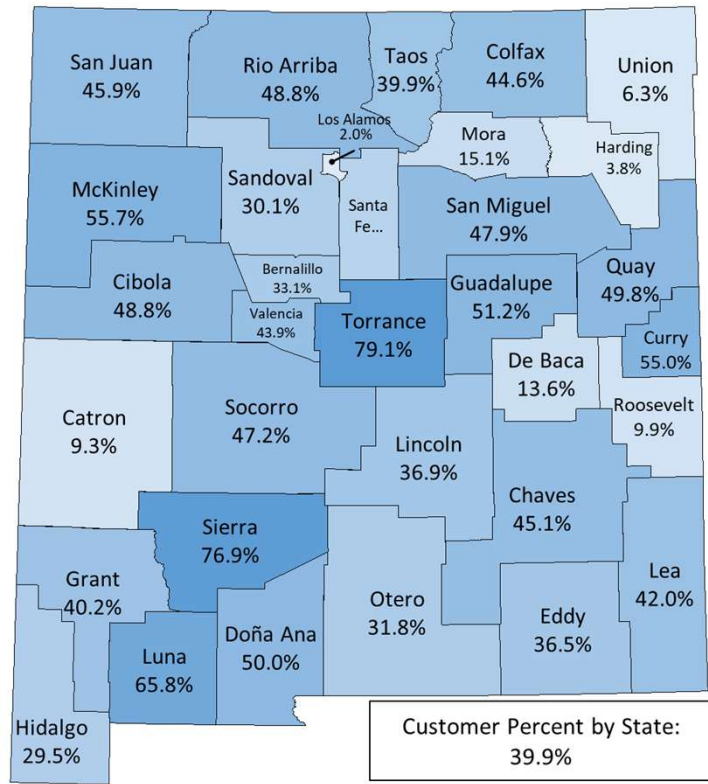 San Juan
45.9%
Rio Arriba
48.8%
Taos
39.9%
Colfax
44.6%
Union
6.3%
Los Alamos
2.0%
Mora
15.1%
Harding
3.8%
McKinley
55.7%
Sandoval
30.1%
Santa
Fe...
San Miguel
47.9%
Cibola
48.8%
Bernalillo
33.1%
Valencia
43.9%
Torrance
79.1%
Guadalupe
51.2%
Quay
49.8%
Curry
55.0%
De Baca
13.6%
Roosevelt
9.9%
Catron
9.3%
Socorro
47.2%
Lincoln
36.9%
Chaves
45.1%
Sierra
76.9%
Grant
40.2%
Otero
31.8%
Lea
42.0%
Eddy
36.5%
Luna
65.8%
Doña Ana
50.0%
Hidalgo
29.5%
Customer Percent by State:
39.9%